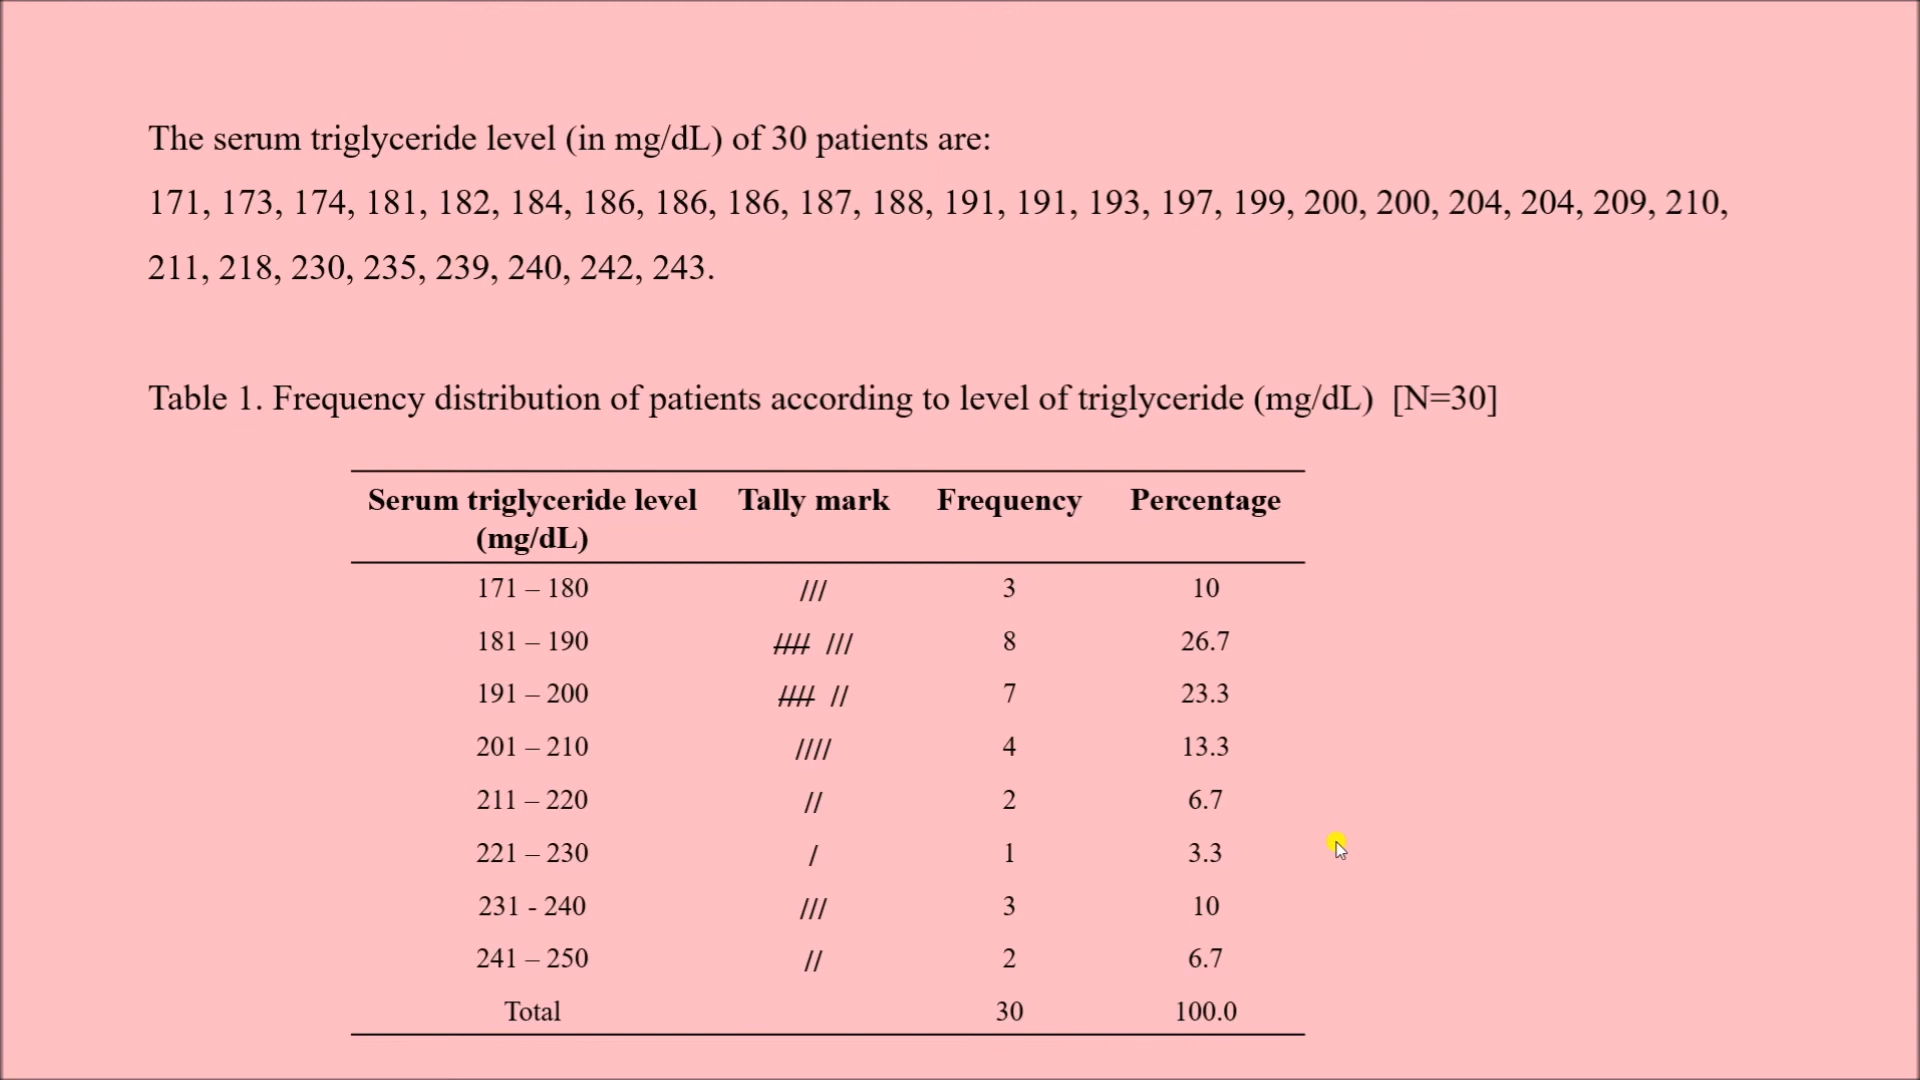 The serum triglyceride level (in mg/dL) of 30 patients are:
171, 173, 174, 181, 182, 184, 186, 186, 186, 187, 188, 191, 191, 193, 197, 199, 200, 200, 204, 204, 209, 210,
211, 218, 230, 235, 239, 240, 242, 243.
Table 1. Frequency distribution of patients according to level of triglyceride (mg/dL) [N=30]
Serum triglyceride level Tally mark Frequency Percentage
(mg/dL)
171 – 180 /// 3 10
181 – 190 //// /// 8 26.7
191 – 200 //// // 7 23.3
201 – 210 //// 4 13.3
211 – 220 // 2 6.7
221 – 230 / 1 3.3
231 - 240 /// 3 10
241 – 250 // 2 6.7
Total 30 100.0